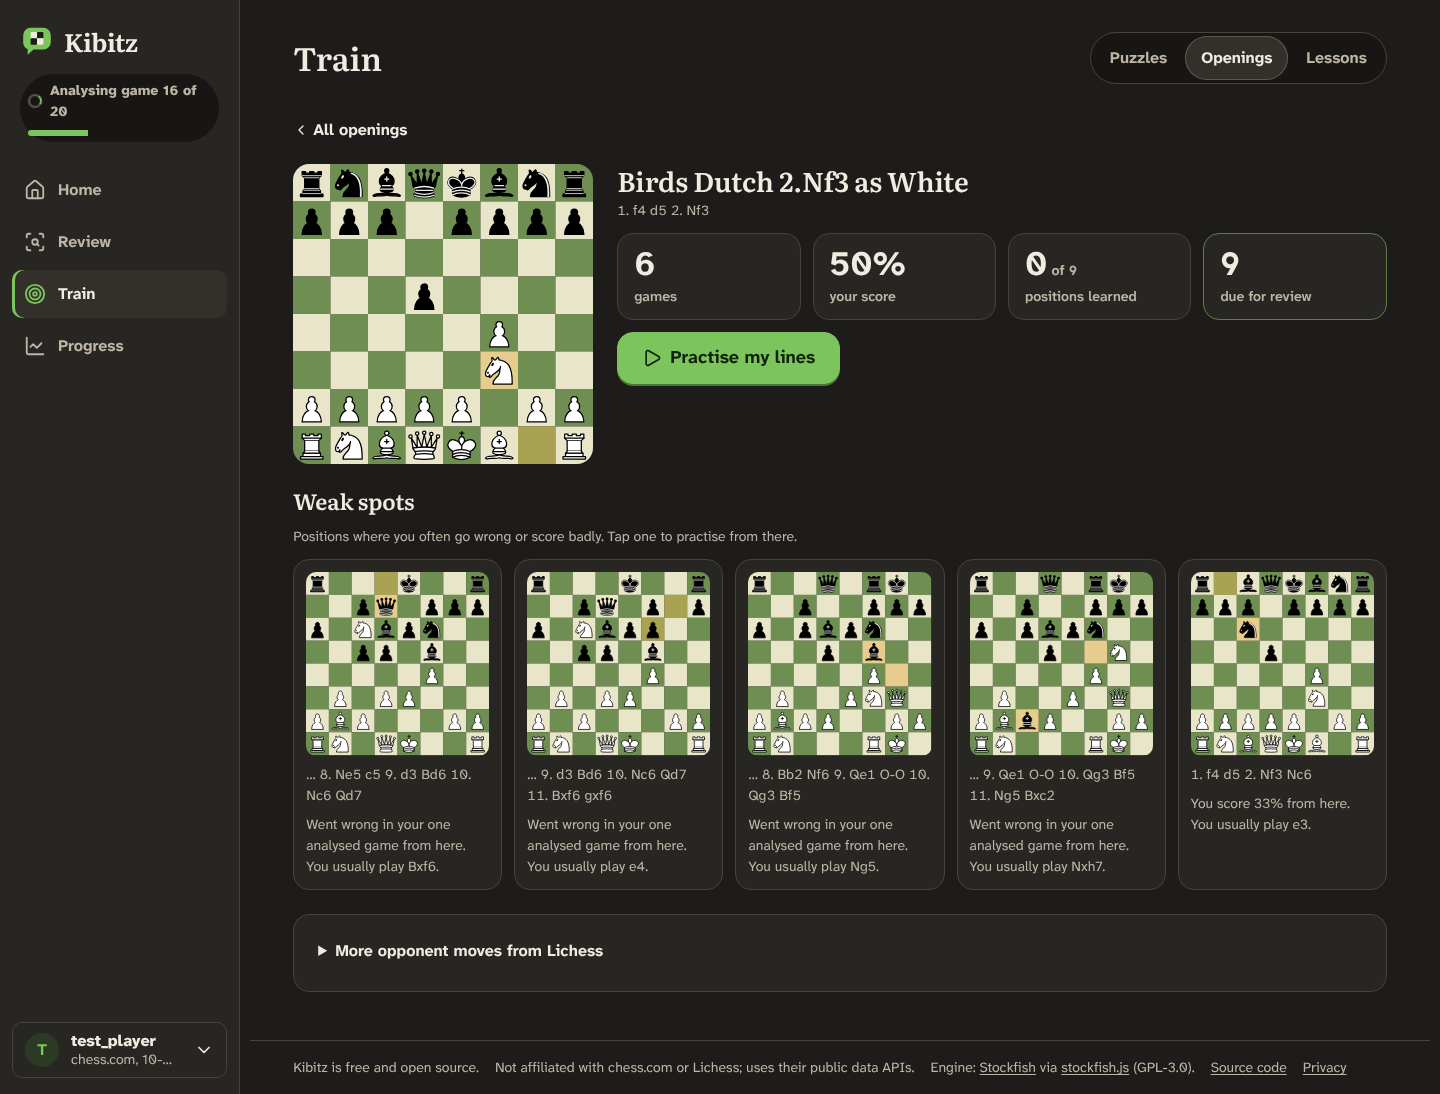 Kibitz
Analysing game 16 of
20
Home
Review
Train
Progress
test_player
chess.com, 10-...
T
Train
Puzzles
Openings
Lessons
All openings
Birds Dutch 2.Nf3 as White
1. f4 d5 2. Nf3
6
games
50%
your score
0 of 9
positions learned
9
due for review
Practise my lines
Weak spots
Positions where you often go wrong or score badly. Tap one to practise from there.
... 8. Ne5 c5 9. d3 Bd6 10.
Nc6 Qd7
Went wrong in your one
analysed game from here.
You usually play Bxf6.
... 9. d3 Bd6 10. Nc6 Qd7
11. Bxf6 gxf6
Went wrong in your one
analysed game from here.
You usually play e4.
... 8. Bb2 Nf6 9. Qe1 O-O 10.
Qg3 Bf5
Went wrong in your one
analysed game from here.
You usually play Ng5.
... 9. Qe1 O-O 10. Qg3 Bf5
11. Ng5 Bxc2
Went wrong in your one
analysed game from here.
You usually play Nxh7.
1. f4 d5 2. Nf3 Nc6
You score 33% from here.
You usually play e3.
More opponent moves from Lichess
Kibitz is free and open source. Not affiliated with chess.com or Lichess; uses their public data APIs. Engine: Stockfish via stockfish.js (GPL-3.0). Source code Privacy